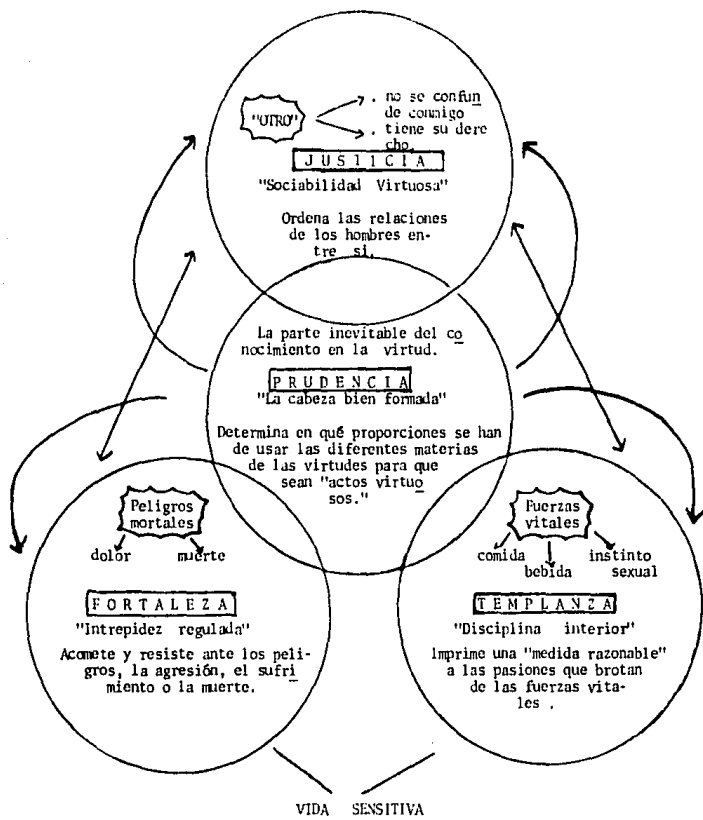 "OTRO"
. no se confun
de conmigo
. tiene su dere
cho.
JUSTICIA
"Sociabilidad Virtuosa"
Ordena las relaciones
de los hombres en-
tre si.
La parte inevitable del co
nocimiento en la virtud.
PRUDENCIA
"La cabeza bien formada"
Determina en qué proporciones se han
de usar las diferentes materias
de las virtudes para que
sean "actos virtuo
sos."
Peligros
mortales
dolor muerte
FORTALEZA
"Intrepidez regulada"
Acomete y resiste ante los peli-
gros, la agresión, el sufri
miento o la muerte.
Fuerzas
vitales
comida bebida instinto
sexual
TEMPLANZA
"Disciplina interior"
Imprime una "medida razonable"
a las pasiones que brotan
de las fuerzas vita-
les .
VIDA SENSITIVA